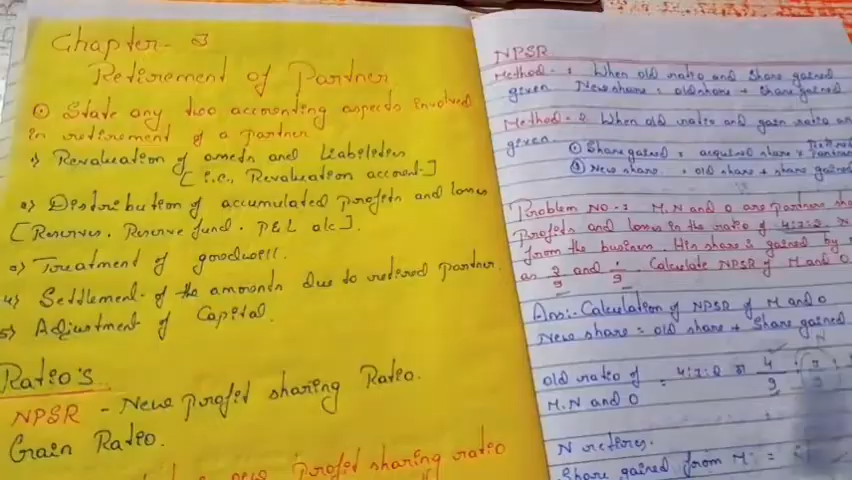 Chapter - 3
Retirement of Partner
① State any two accounting aspects involved
in retirement of a partner
1) Revaluation of assets and Liabilities
[i.e., Revaluation account]
2) Distribution of accumulated profits and losses
[Reserves, Reserve fund, P&L a/c].
3) Treatment of goodwill.
4) Settlement of the amounts due to retired partner.
5) Adjustment of Capital.
Ratio's
NPSR - New profit sharing Ratio.
Gain Ratio.
new profit sharing ratio
NPSR
Method - 1 When old ratio and share gained
given New share = old share + share gained
Method - 2 When old ratio and gain ratio
given.
① Share gained = acquired share ×
② New share = old share + share gained
Problem No - 1 M, N and O are partners
Profits and losses in the ratio of 4:3:2
from the business. His share is gained by
as and 1/9. Calculate NPSR of M and O
Ans:- Calculation of NPSR of M and O
New share = old share + Share gained
old ratio of = 4:3:2 4/9
M, N and O
N retires.
Share gained from M =